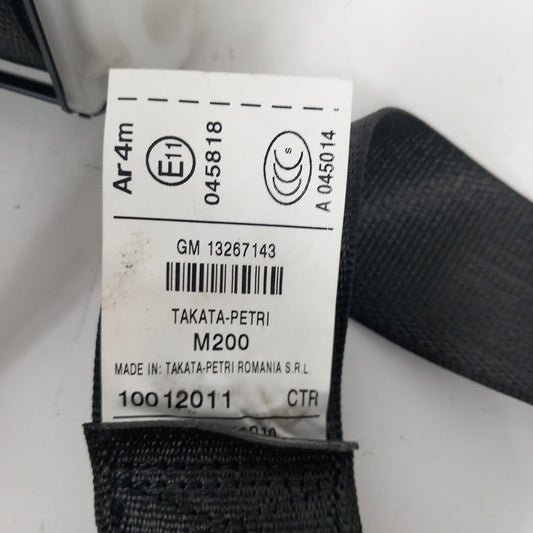 Ar4m
E11
045818
S
A 045014
GM 13267143
TAKATA-PETRI
M200
MADE IN: TAKATA-PETRI ROMANIA S.R.L.
10012011 CTR